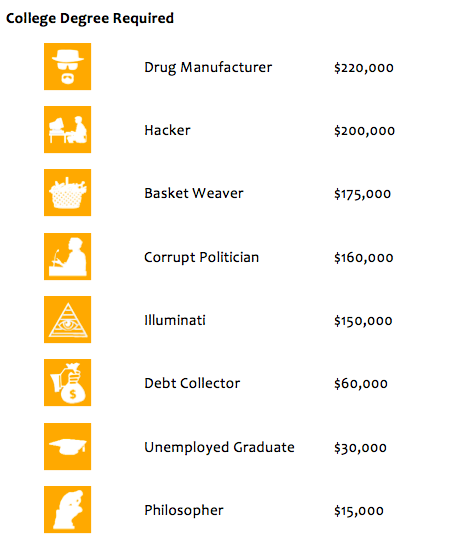 College Degree Required
Drug Manufacturer $220,000
Hacker $200,000
Basket Weaver $175,000
Corrupt Politician $160,000
Illuminati $150,000
$
Debt Collector $60,000
Unemployed Graduate $30,000
Philosopher $15,000